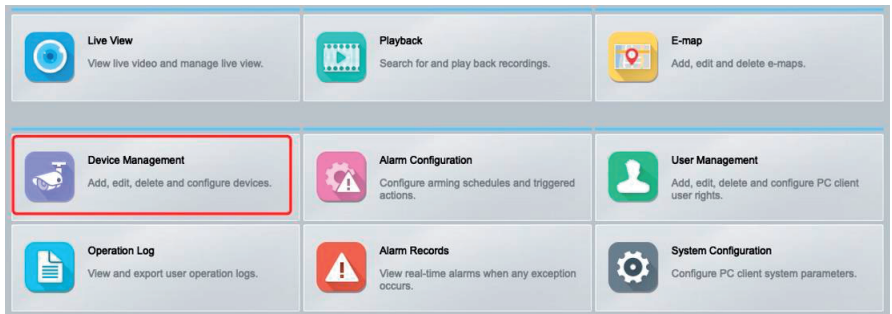 Live View
View live video and manage live view.
Playback
Search for and play back recordings.
E-map
Add, edit and delete e-maps.
Device Management
Add, edit, delete and configure devices.
Alarm Configuration
Configure arming schedules and triggered
actions.
User Management
Add, edit, delete and configure PC client
user rights.
Operation Log
View and export user operation logs.
Alarm Records
View real-time alarms when any exception
occurs.
System Configuration
Configure PC client system parameters.